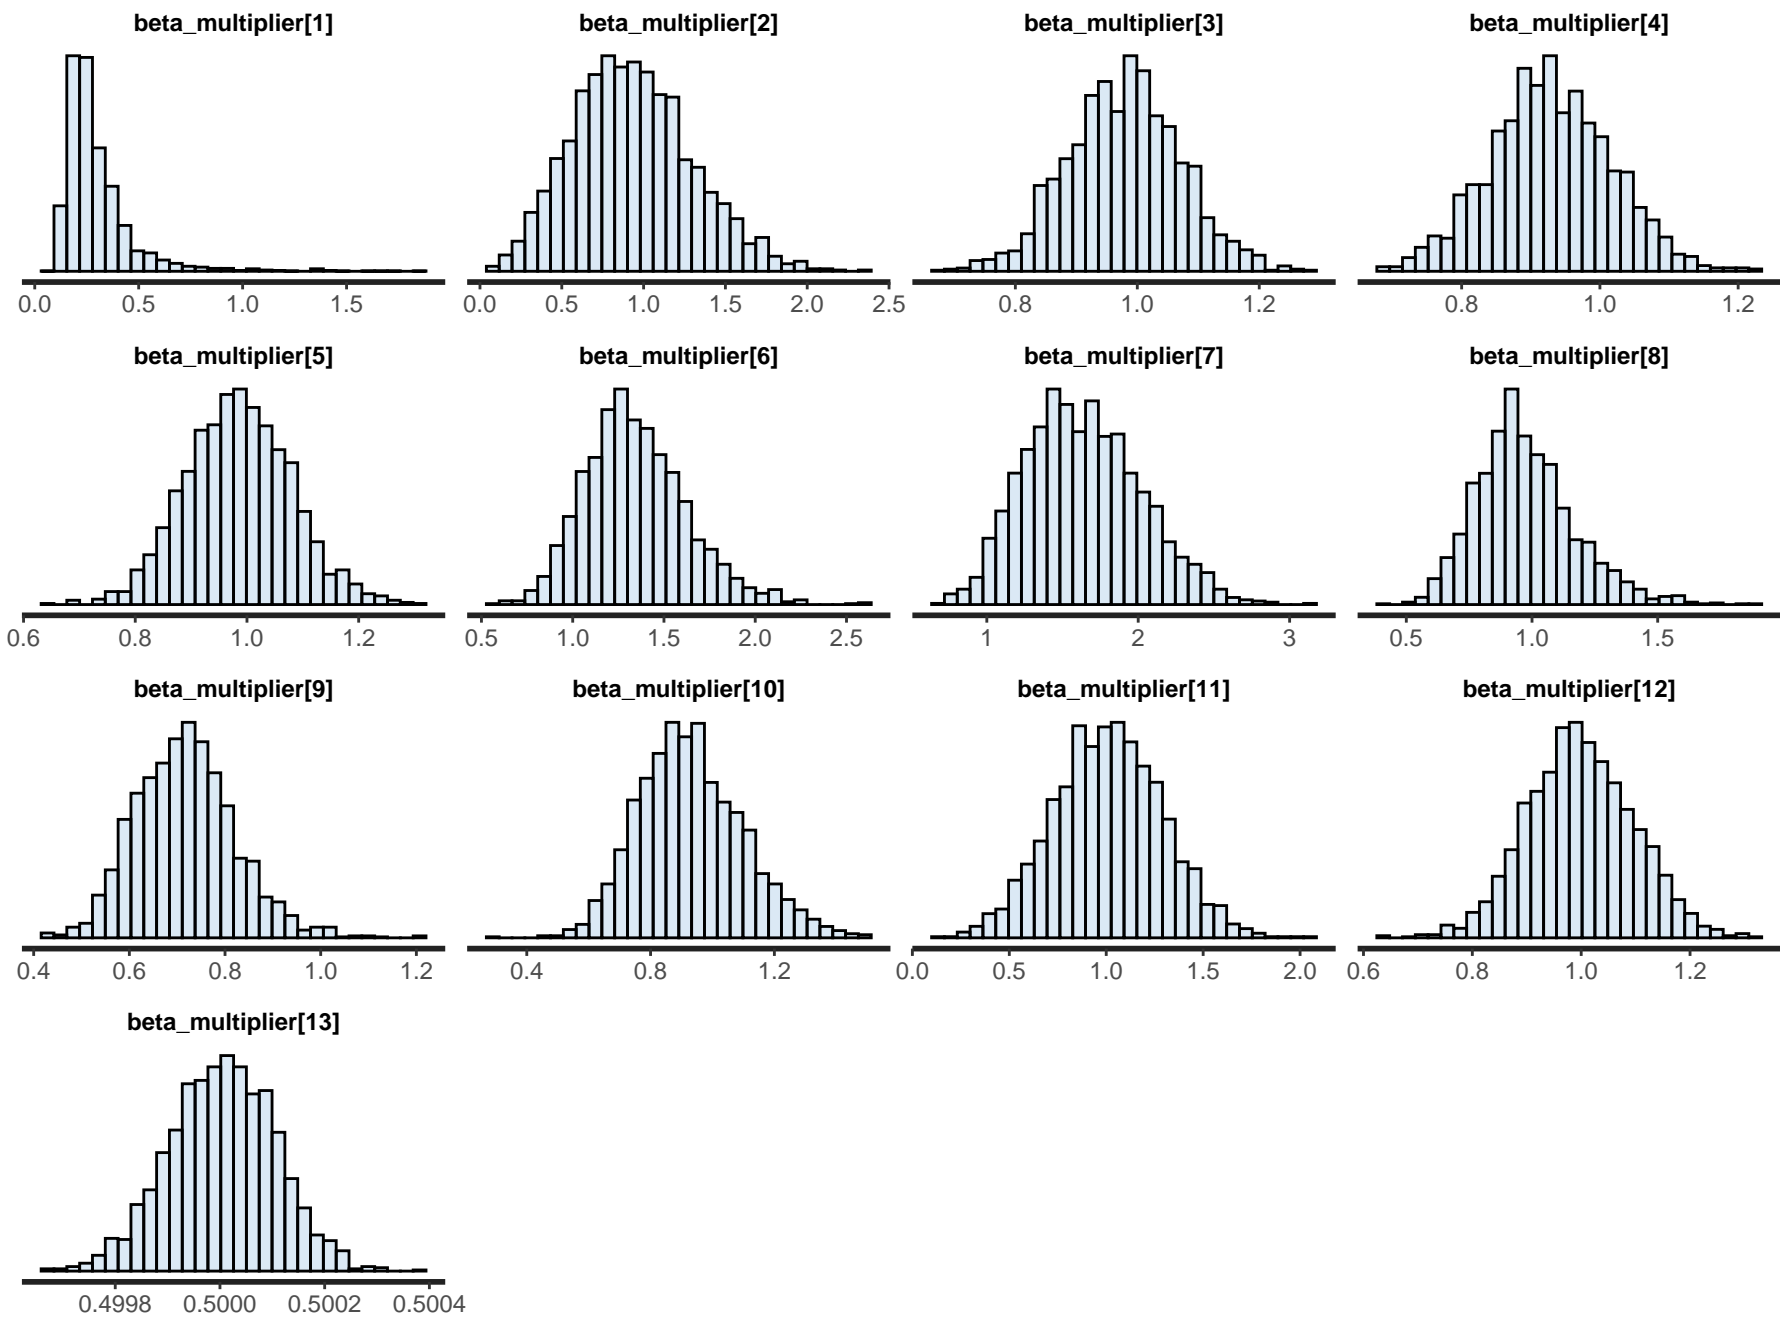 beta_multiplier[1] beta_multiplier[2] beta_multiplier[3] beta_multiplier[4]
0.0 0.5 1.0 1.5 0.0 0.5 1.0 1.5 2.0 2.5 0.8 1.0 1.2 0.8 1.0 1.2
beta_multiplier[5] beta_multiplier[6] beta_multiplier[7] beta_multiplier[8]
0.6 0.8 1.0 1.2 0.5 1.0 1.5 2.0 2.5 1 2 3 0.5 1.0 1.5
beta_multiplier[9] beta_multiplier[10] beta_multiplier[11] beta_multiplier[12]
0.4 0.6 0.8 1.0 1.2 0.4 0.8 1.2 0.0 0.5 1.0 1.5 2.0 0.6 0.8 1.0 1.2
beta_multiplier[13]
0.4998 0.5000 0.5002 0.5004